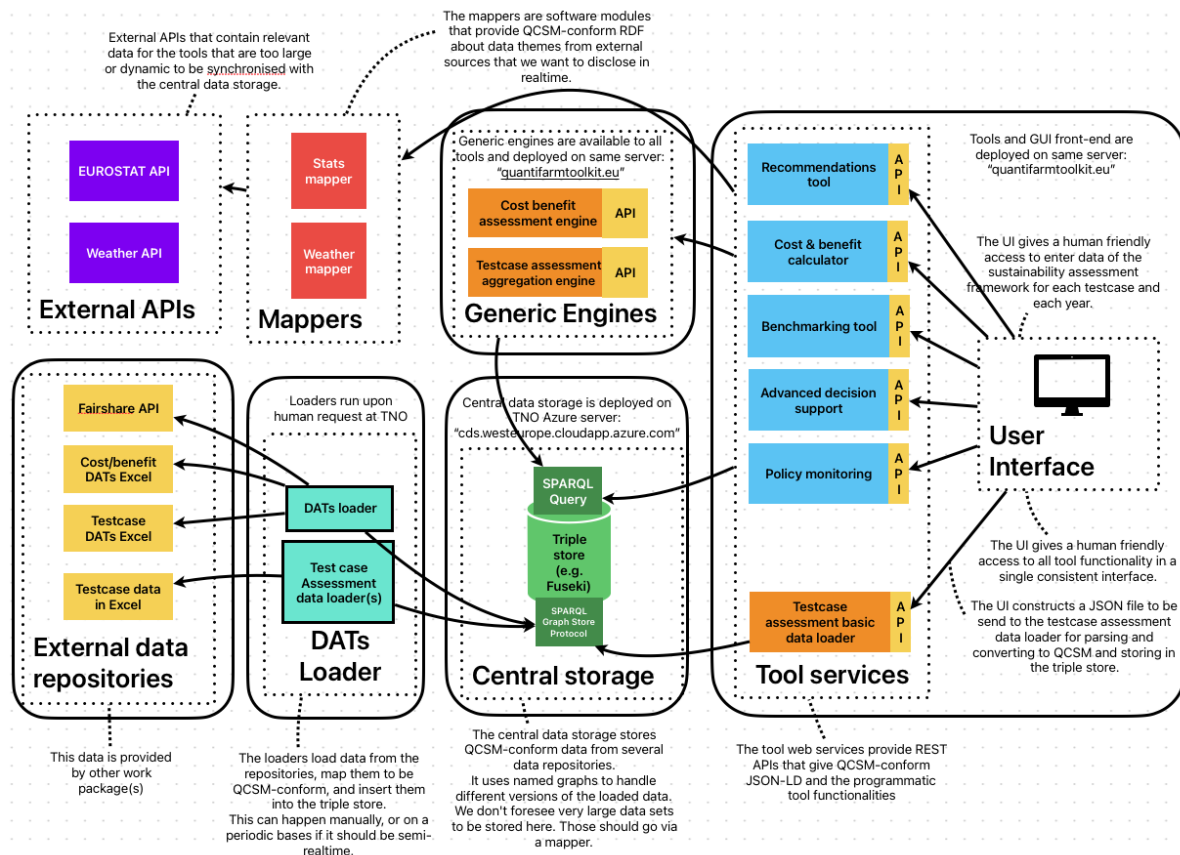 External APIs that contain relevant
data for the tools that are too large
or dynamic to be synchronised with
the central data storage.
The mappers are software modules
that provide QCSM-conform RDF
about data themes from external
sources that we want to disclose in
realtime.
EUROSTAT API
Weather API
External APIs
Stats
mapper
Weather
mapper
Mappers
Generic engines are available to all
tools and deployed on same server:
“quantifarmtoolkit.eu”
Cost benefit
assessment engine
API
Testcase assessment
aggregation engine
API
Generic Engines
Recommendations
tool
A
P
I
Cost & benefit
calculator
A
P
I
Benchmarking tool
A
P
I
Advanced decision
support
A
P
I
Policy monitoring
A
P
I
Testcase
assessment basic
data loader
A
P
I
Tool services
Tools and GUI front-end are
deployed on same server:
“quantifarmtoolkit.eu”
The UI gives a human friendly
access to enter data of the
sustainability assessment
framework for each testcase and
each year.
User
Interface
The UI gives a human friendly
access to all tool functionality in a
single consistent interface.
The UI constructs a JSON file to be
send to the testcase assessment
data loader for parsing and
converting to QCSM and storing in
the triple store.
Fairshare API
Cost/benefit
DATs Excel
Testcase
DATs Excel
Testcase data
in Excel
External data
repositories
Loaders run upon
human request at TNO
DATs loader
Test case
Assessment
data loader(s)
DATs
Loader
Central data storage is deployed on
TNO Azure server:
“cds.westeurope.cloudapp.azure.com”
SPARQL
Query
Triple
store
(e.g.
Fuseki)
SPARQL
Graph Store
Protocol
Central storage
This data is provided
by other work
package(s)
The loaders load data from the
repositories, map them to be
QCSM-conform, and insert them
into the triple store.
This can happen manually, or on
a periodic bases if it should be semi-
realtime.
The central data storage stores
QCSM-conform data from several
data repositories.
It uses named graphs to handle
different versions of the loaded data.
We don't foresee very large data sets
to be stored here. Those should go via
a mapper.
The tool web services provide REST
APIs that give QCSM-conform
JSON-LD and the programmatic
tool functionalities